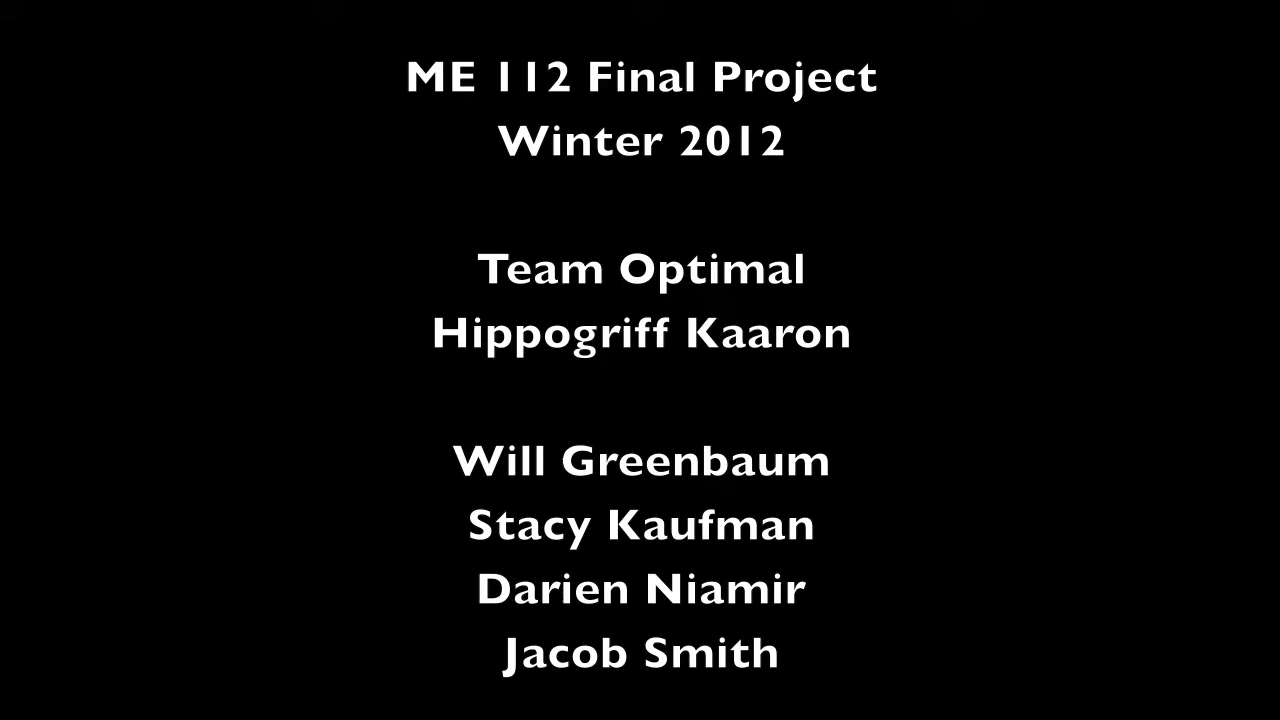 ME 112 Final Project
Winter 2012
Team Optimal
Hippogriff Kaaron
Will Greenbaum
Stacy Kaufman
Darien Niamir
Jacob Smith